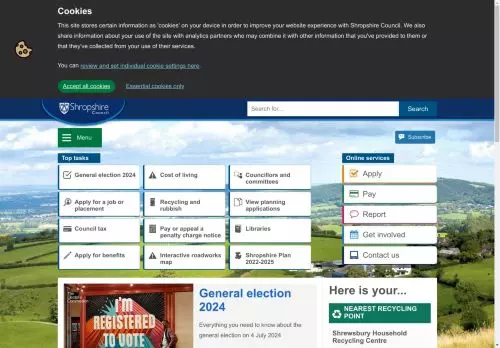 Cookies
This site stores certain information as 'cookies' on your device in order to improve your website experience with Shropshire Council. We also
share information about your use of the site with analytics partners who may combine it with other information that you've provided to them or
that they've collected from your use of their services.
You can review and set individual cookie settings here.
Accept all cookies
Essential cookies only
Shropshire
Council
Search for...
Search
Menu
Subscribe
Top tasks
General election 2024
Cost of living
Councillors and
committees
Apply for a job or
placement
Recycling and
rubbish
View planning
applications
Council tax
Pay or appeal a
penalty charge notice
Libraries
Apply for benefits
Interactive roadworks
map
Shropshire Plan
2022-2025
Online services
Apply
Pay
Report
Get involved
Contact us
I'M
REGISTERED
TO VOTE
General election
2024
Everything you need to know about the
general election on 4 July 2024
Here is your...
NEAREST RECYCLING
POINT
Shrewsbury Household
Recycling Centre